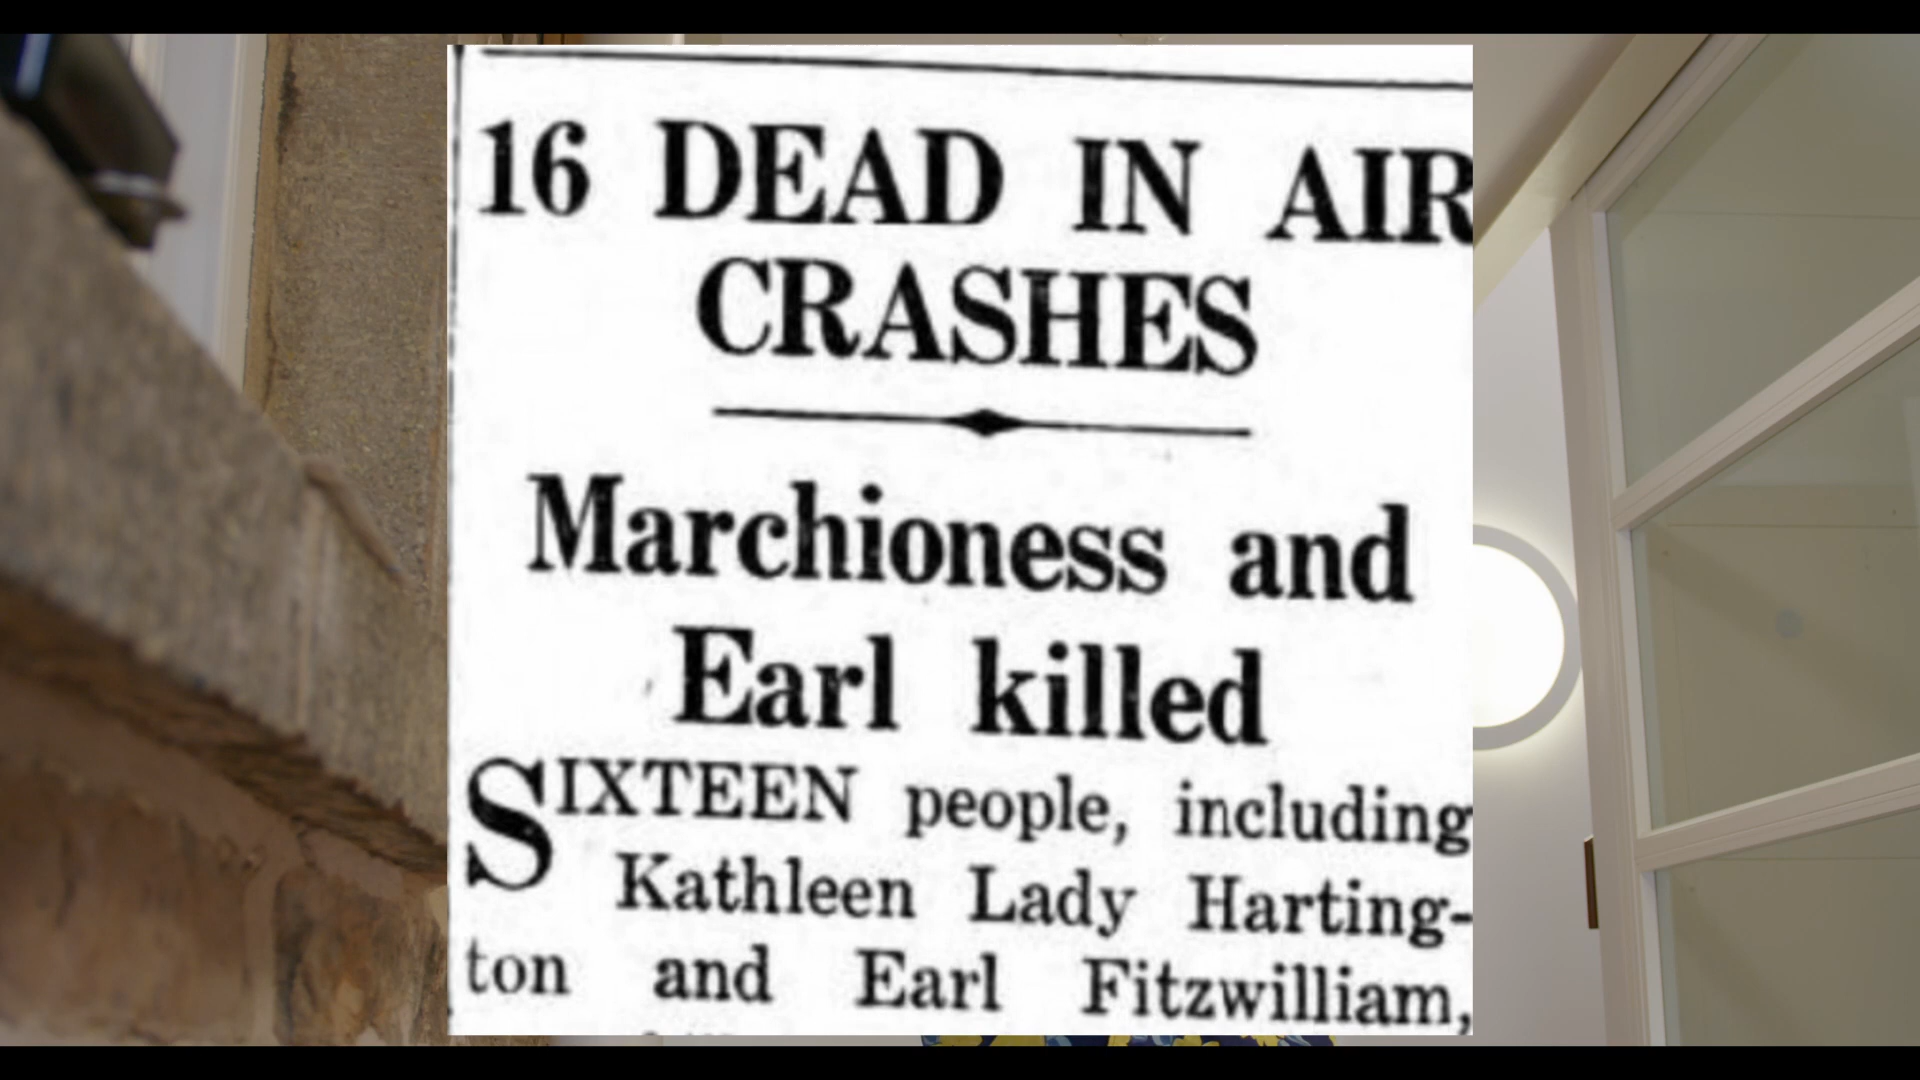 16 DEAD IN AIR
CRASHES
Marchioness and
Earl killed
SIXTEEN people, including
Kathleen Lady Harting-
ton and Earl Fitzwilliam,